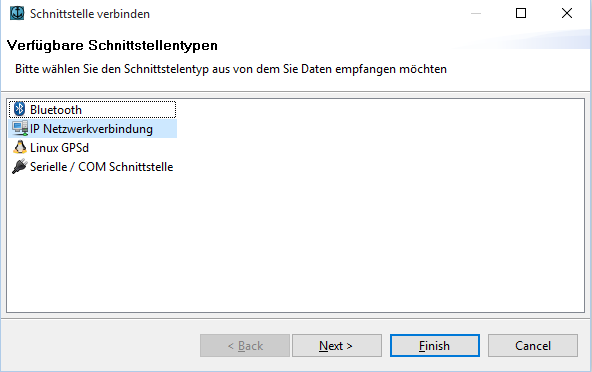 Schnittstelle verbinden
Verfügbare Schnittstellentypen
Bitte wählen Sie den Schnittstelentyp aus von dem Sie Daten empfangen möchten
Bluetooth
IP Netzwerkverbindung
Linux GPSd
Serielle / COM Schnittstelle
< Back Next > Finish Cancel